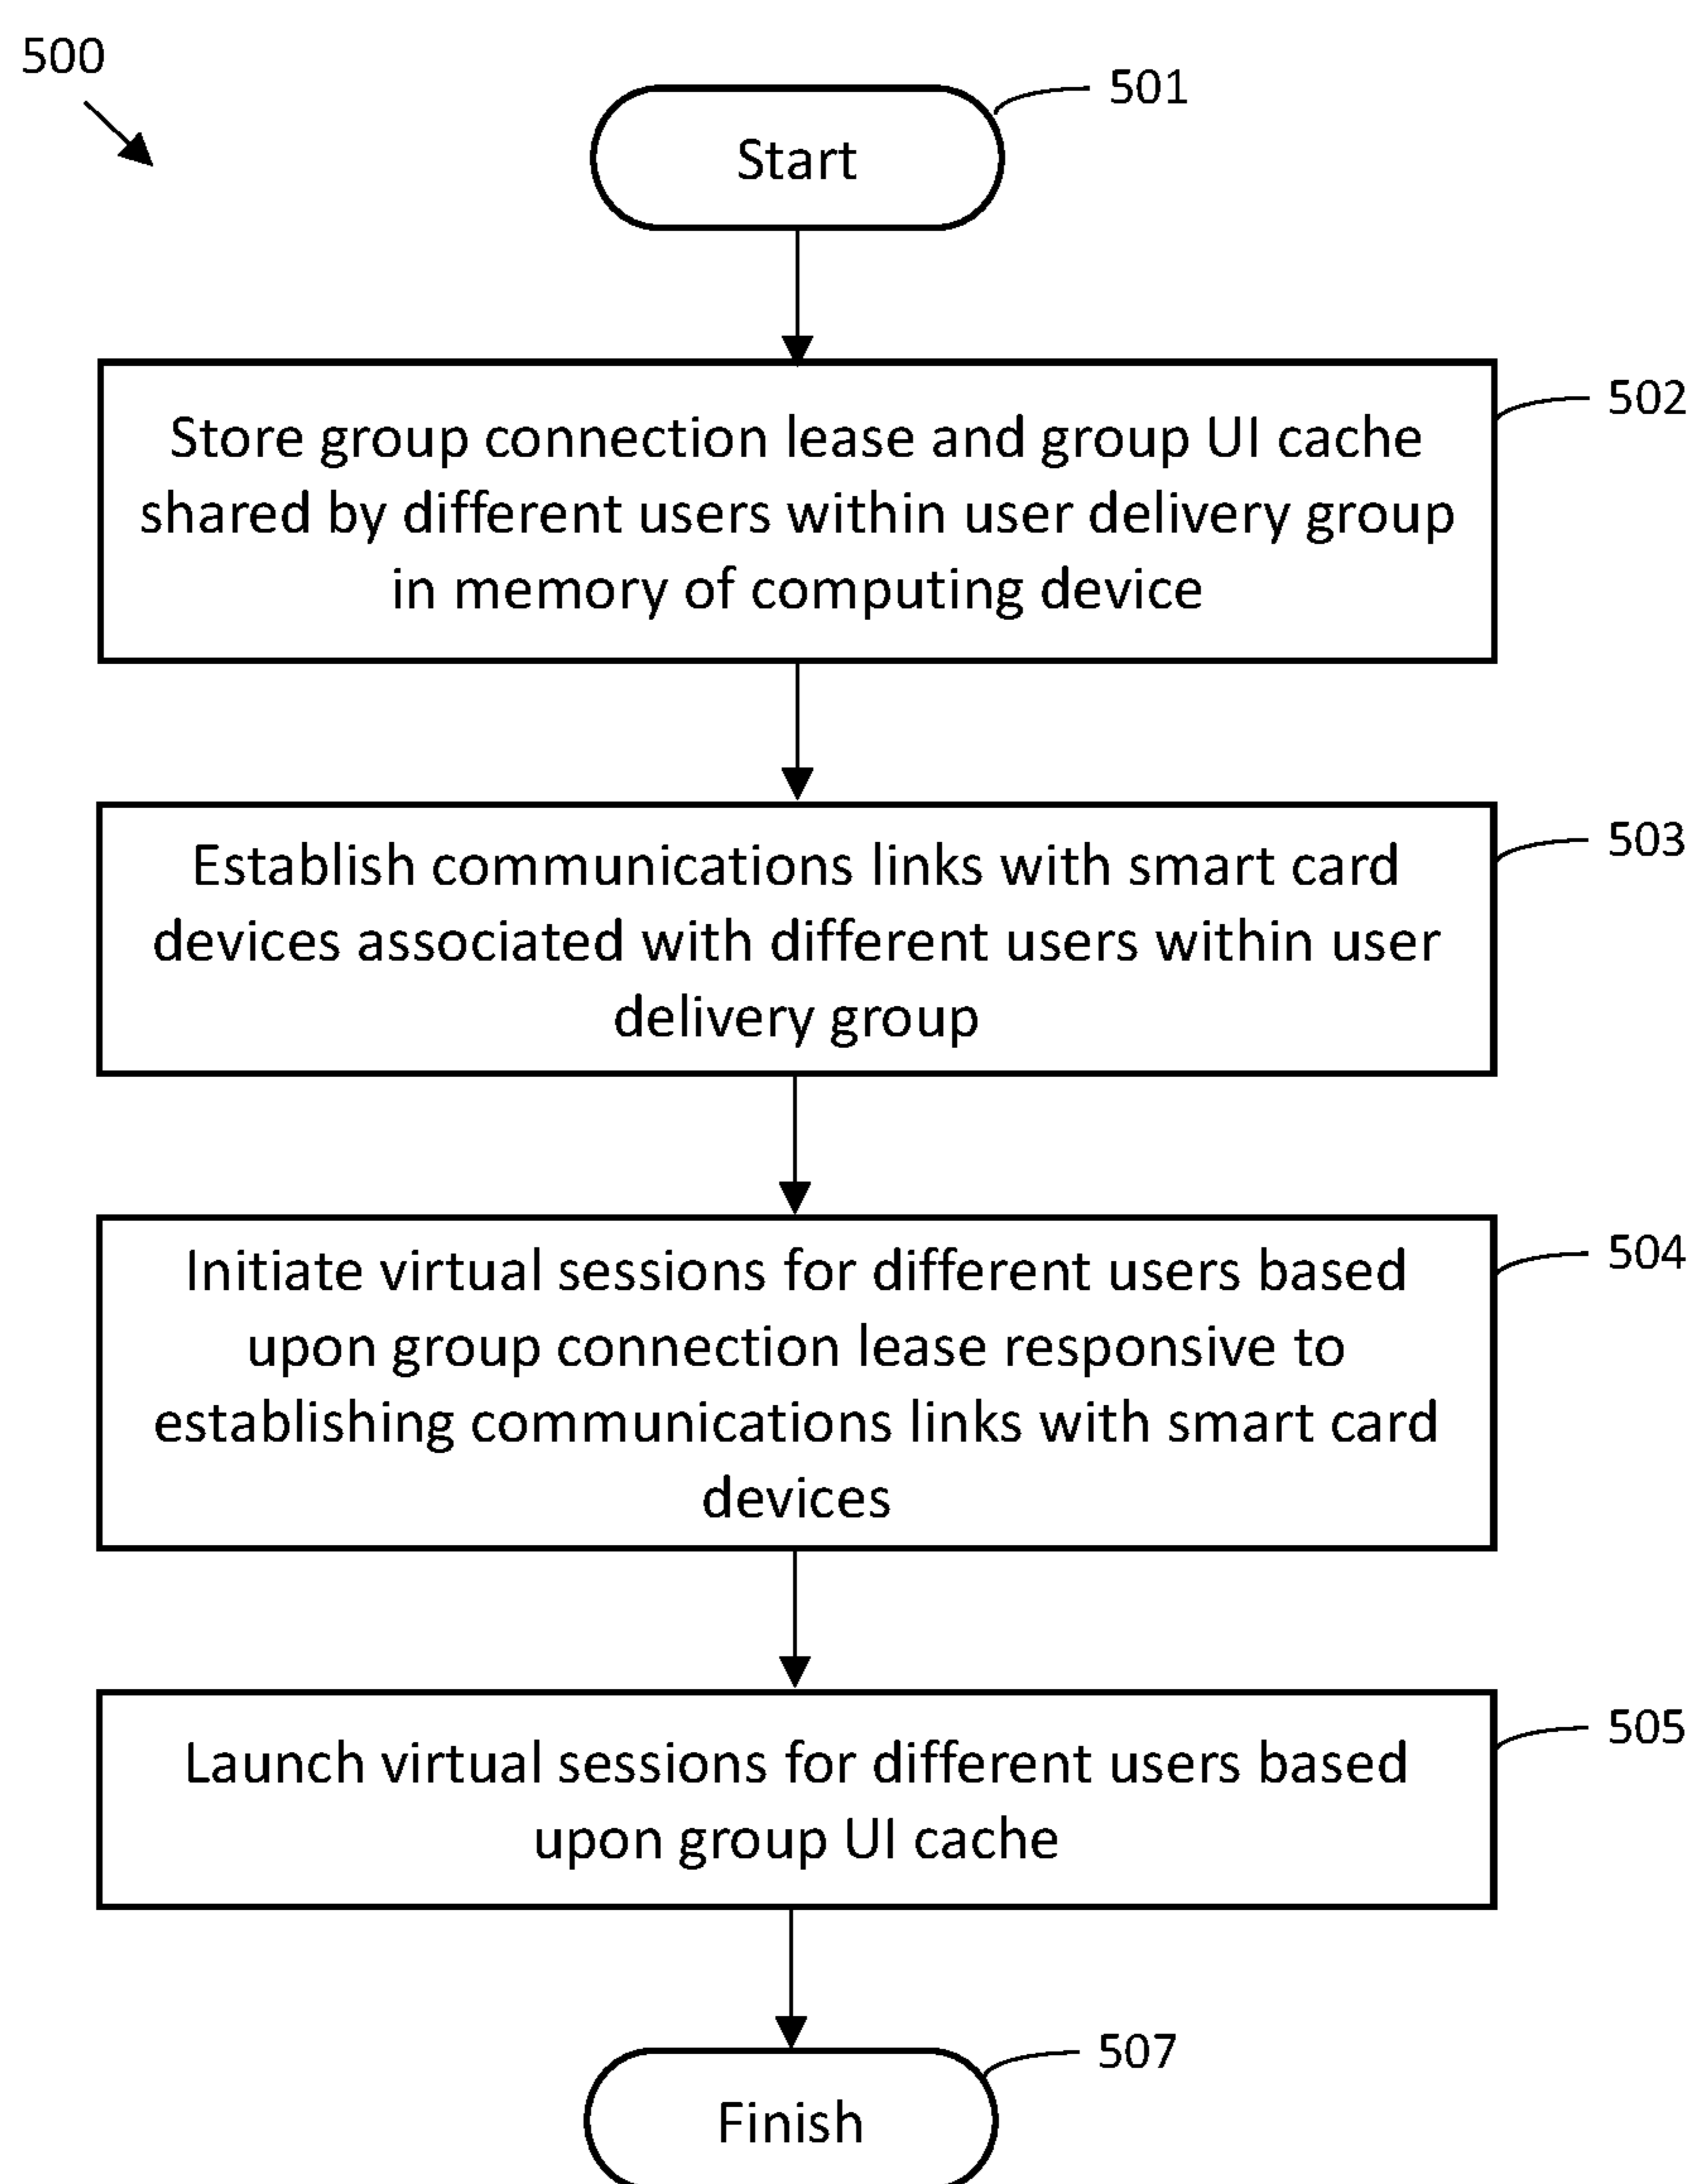 500
501
Start
502
Store group connection lease and group UI cache
shared by different users within user delivery group
in memory of computing device
503
Establish communications links with smart card
devices associated with different users within user
delivery group
504
Initiate virtual sessions for different users based
upon group connection lease responsive to
establishing communications links with smart card
devices
505
Launch virtual sessions for different users based
upon group UI cache
507
Finish